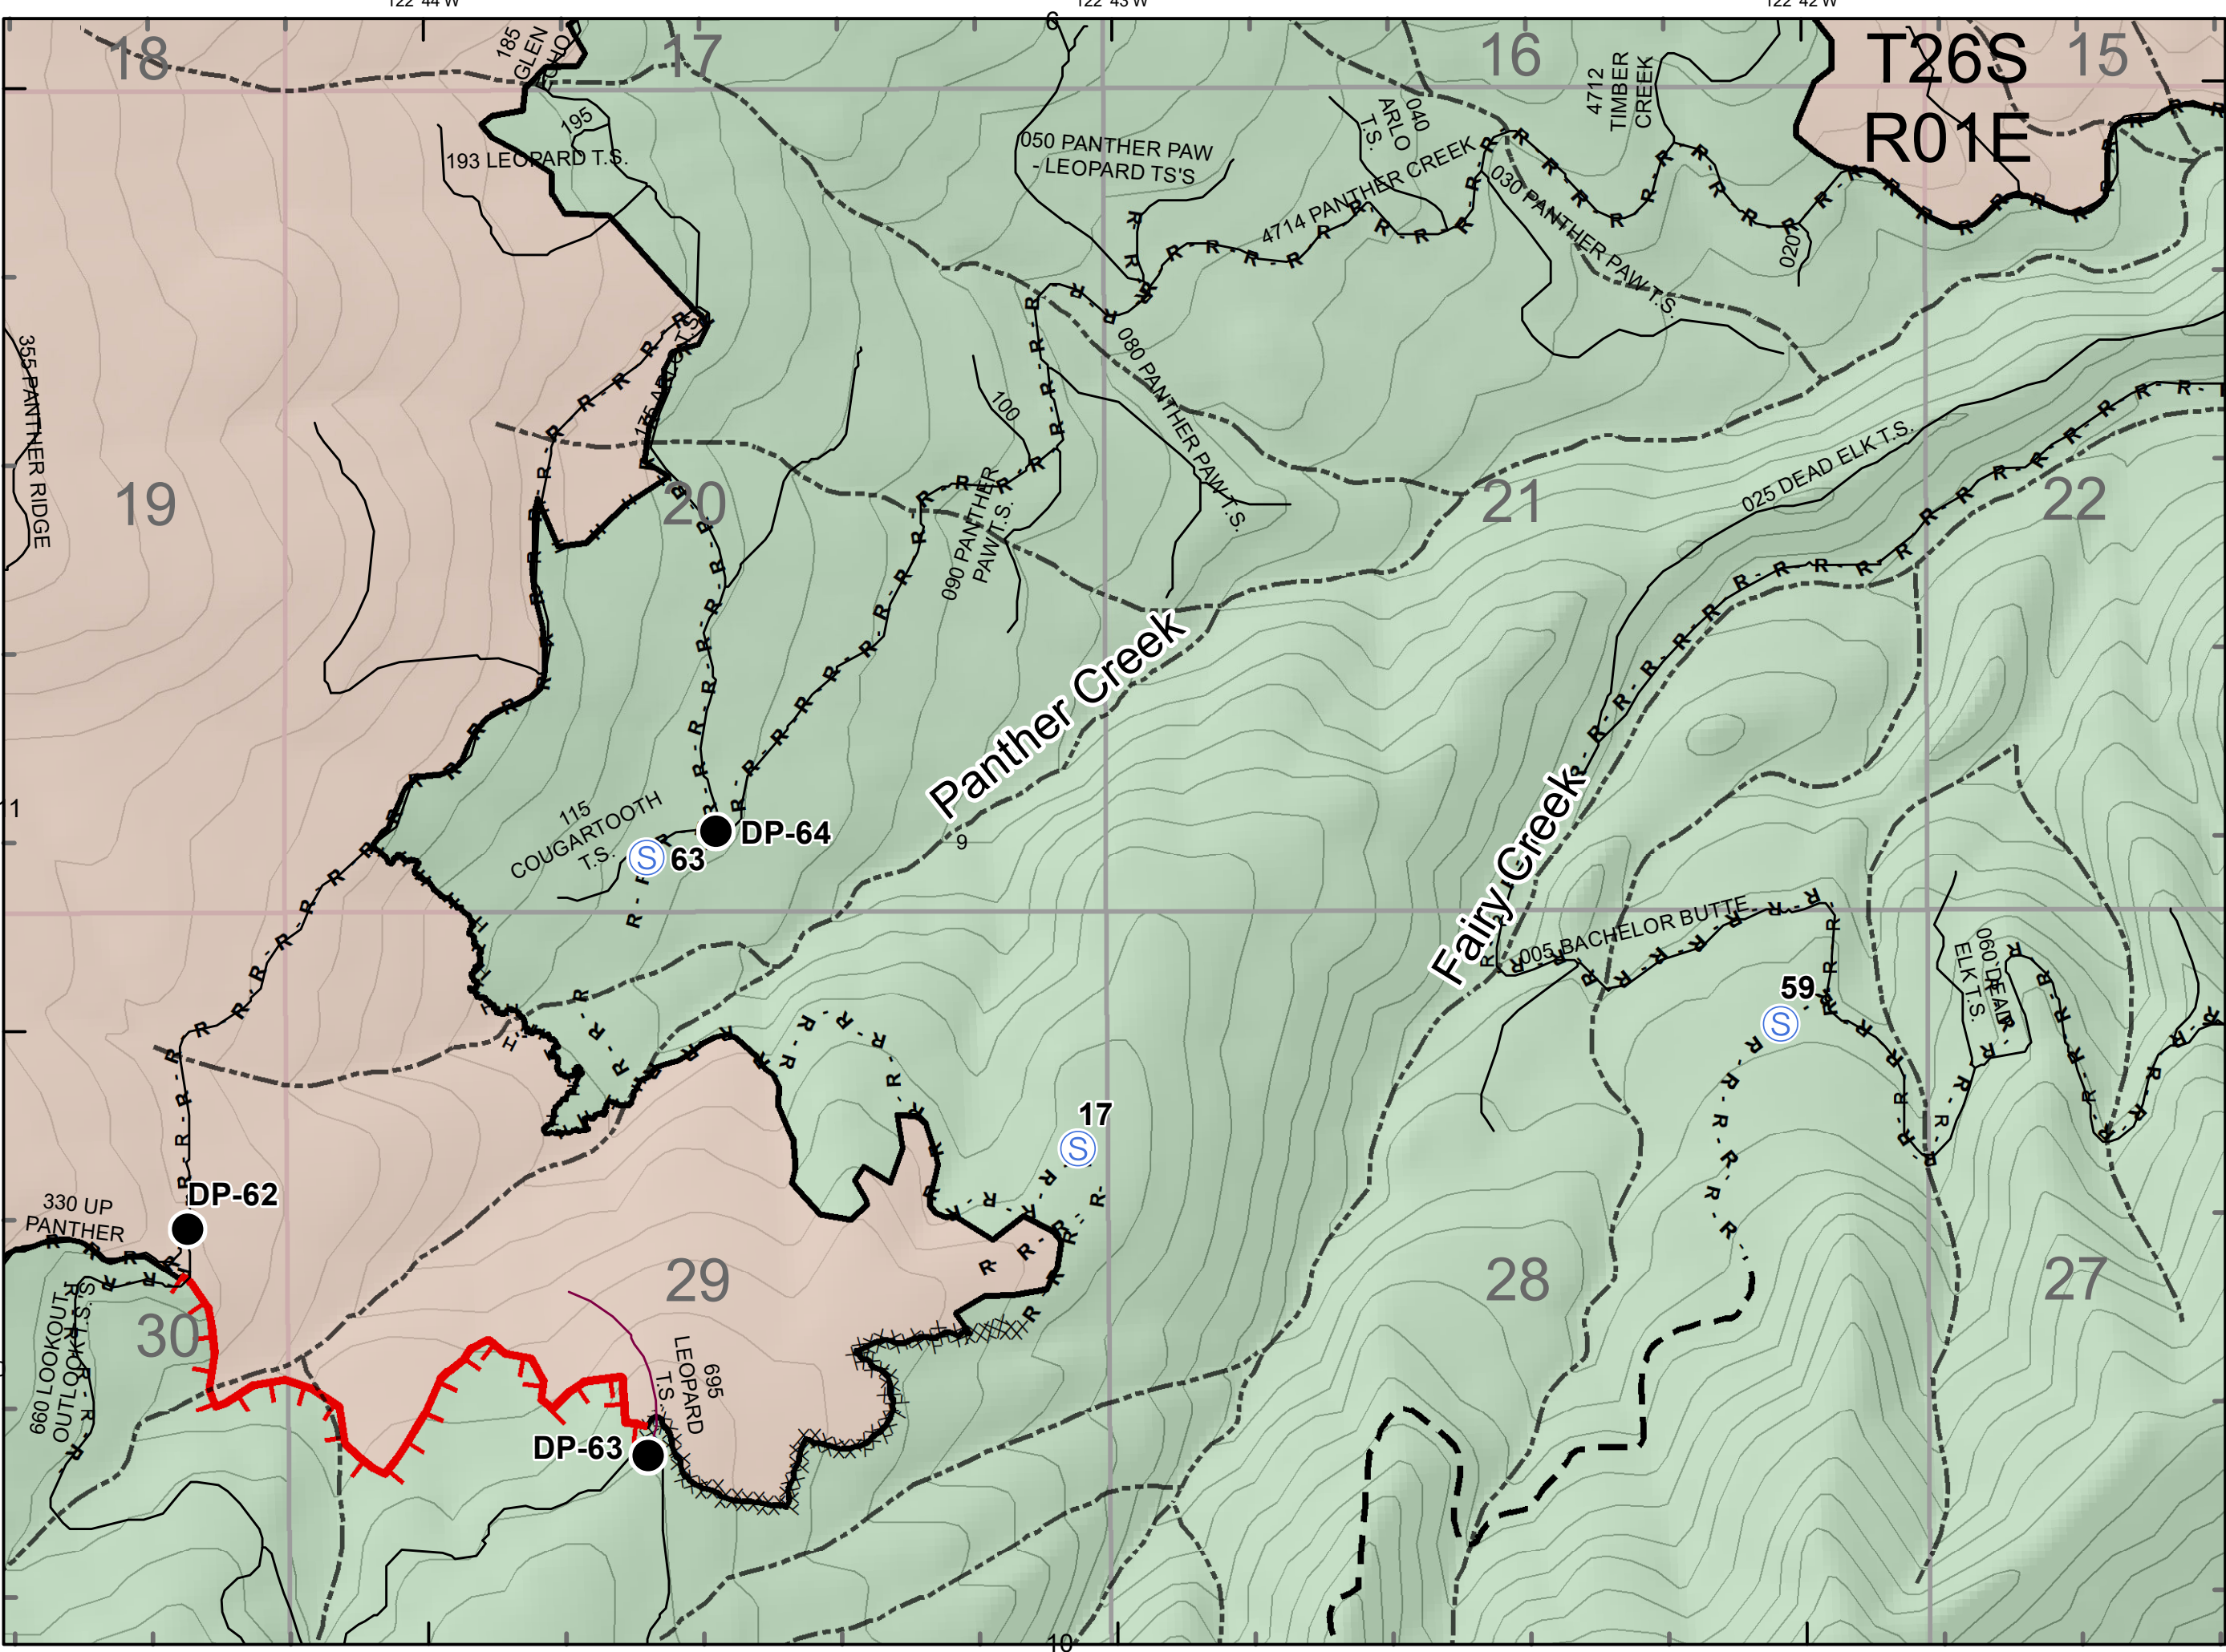 122°44'W
122°43'W
122°42'W
6
18
185
GLEN
ECHO
17
16
4712
TIMBER
CREEK
T26S
R01E
15
195
193 LEOPARD T.S.
050 PANTHER PAW
- LEOPARD TS'S
040
ARLO
T.S.
4714 PANTHER CREEK
030 PANTHER PAW T.S.
020
355 PANTNER RIDGE
175 ARLO T.S.
080 PANTHER PAW T.S.
100
025 DEAD ELK T.S.
19
20
21
22
090 PANTHER
PAW T.S.
Panther Creek
Fairy Creek
11
115
COUGARTOOTH
T.S.
S 63
DP-64
9
005 BACHELOR BUTTE
060 DEAD
ELK T.S.
59
S
17
S
DP-62
330 UP
PANTHER
29
28
27
30
660 LOOKOUT
OUTLOOK T.S.'S
695
LEOPARD
T.S.
DP-63
10